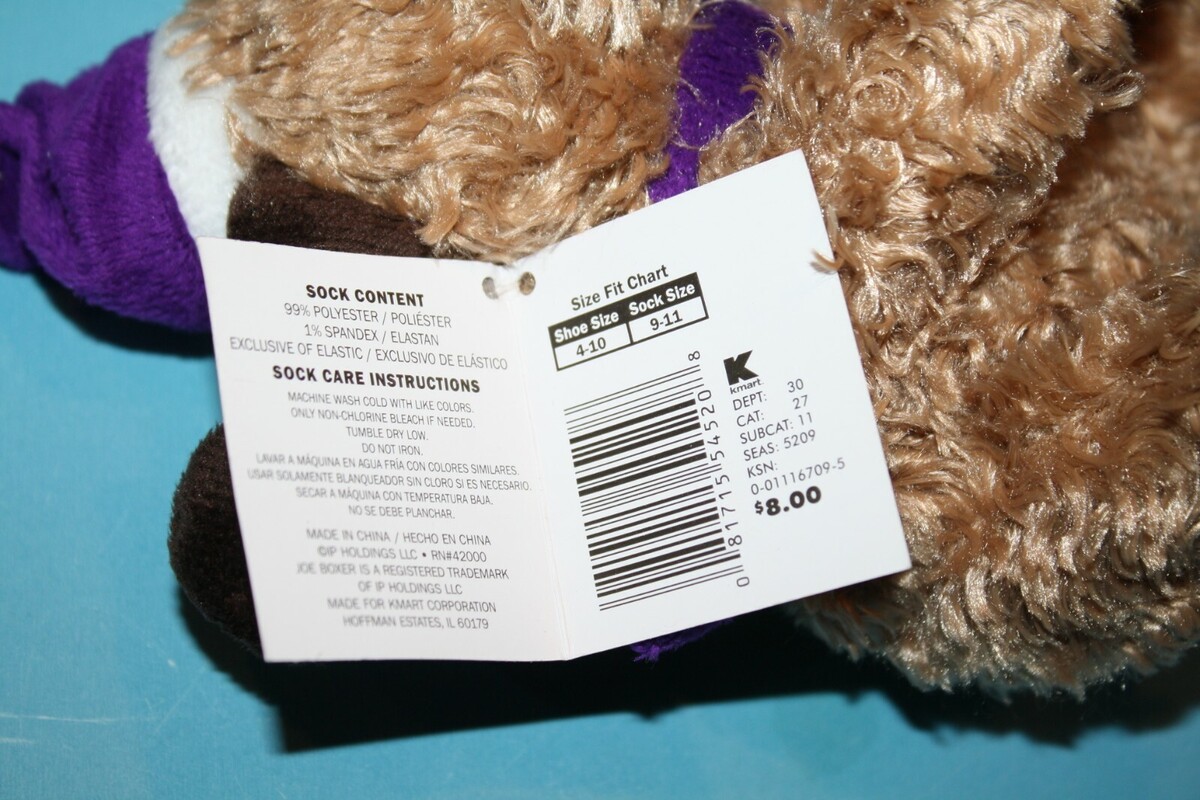 SOCK CONTENT
99% POLYESTER / POLIÉSTER
1% SPANDEX / ELASTAN
EXCLUSIVE OF ELASTIC / EXCLUSIVO DE ELÁSTICO
SOCK CARE INSTRUCTIONS
MACHINE WASH COLD WITH LIKE COLORS.
ONLY NON-CHLORINE BLEACH IF NEEDED.
TUMBLE DRY LOW.
DO NOT IRON.
LAVAR A MÁQUINA EN AGUA FRÍA CON COLORES SIMILARES.
USAR SOLAMENTE BLANQUEADOR SIN CLORO SI ES NECESARIO.
SECAR A MÁQUINA CON TEMPERATURA BAJA.
NO SE DEBE PLANCHAR.
MADE IN CHINA / HECHO EN CHINA
©IP HOLDINGS LLC • RN#42000
JOE BOXER IS A REGISTERED TRADEMARK
OF IP HOLDINGS LLC
MADE FOR KMART CORPORATION
HOFFMAN ESTATES, IL 60179
Size Fit Chart
Shoe Size Sock Size
4-10 9-11
0 81715 54520 8
K
kmart
DEPT: 30
CAT: 27
SUBCAT: 11
SEAS: 5209
KSN:
0-01116709-5
$8.00